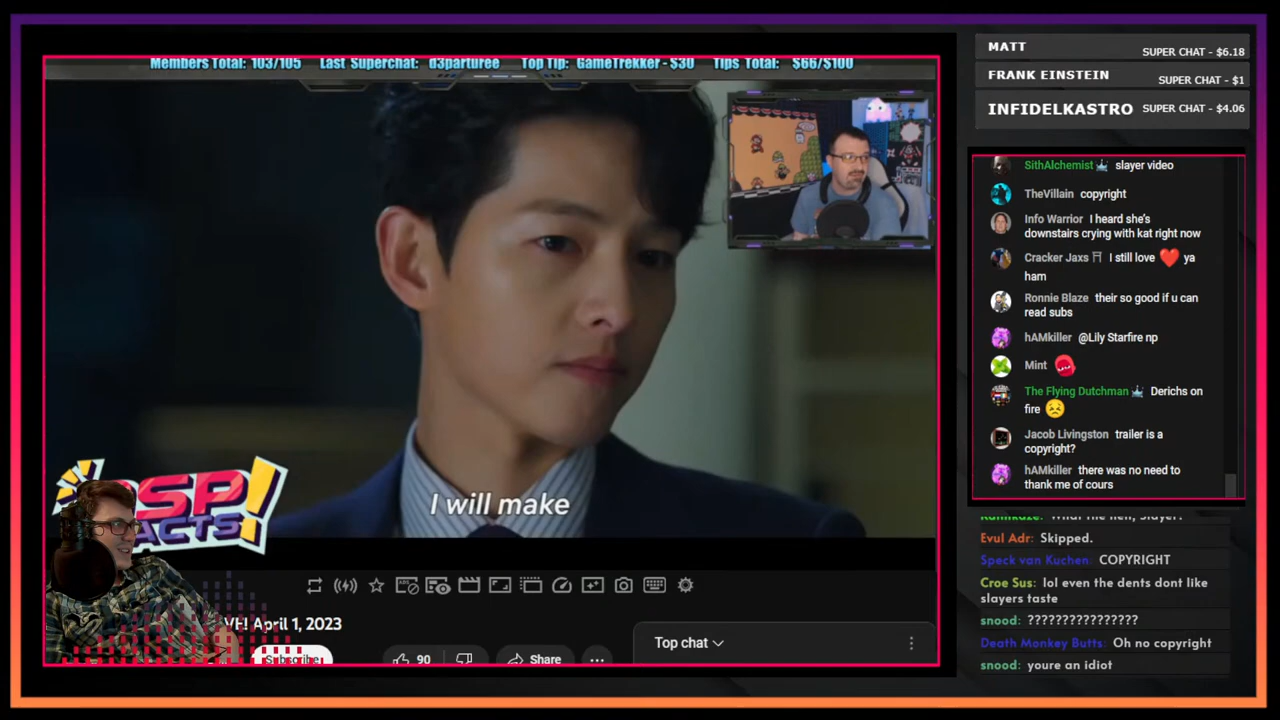 Members Total: 103/105 Last Superchat: d3parturee Top Tip: GameTrekker - $30 Tips Total: $66/$100
I will make
SP!
ACTS!
VE! April 1, 2023
Subscribe
90
Share
Top chat
MATT SUPER CHAT - $6.18
FRANK EINSTEIN SUPER CHAT - $1
INFIDELKASTRO SUPER CHAT - $4.06
SithAlchemist slayer video
TheVillain copyright
Info Warrior I heard she's
downstairs crying with kat right now
Cracker Jaxs I still love ❤️ ya
ham
Ronnie Blaze their so good if u can
read subs
hAMkiller @Lily Starfire np
Mint
The Flying Dutchman Derichs on
fire 😣
Jacob Livingston trailer is a
copyright?
hAMkiller there was no need to
thank me of cours
Evul Adr: Skipped.
Speck van Kuchen: COPYRIGHT
Croe Sus: lol even the dents dont like
slayers taste
snood: ????????????????
Death Monkey Butts: Oh no copyright
snood: youre an idiot